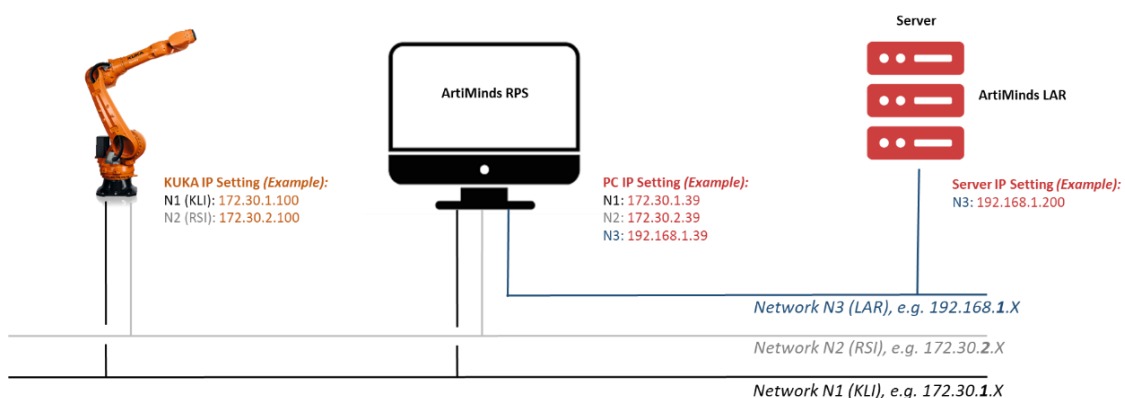 Server
ArtiMinds RPS
ArtiMinds LAR
KUKA IP Setting (Example):
N1 (KLI): 172.30.1.100
N2 (RSI): 172.30.2.100
PC IP Setting (Example):
N1: 172.30.1.39
N2: 172.30.2.39
N3: 192.168.1.39
Server IP Setting (Example):
N3: 192.168.1.200
Network N3 (LAR), e.g. 192.168.1.X
Network N2 (RSI), e.g. 172.30.2.X
Network N1 (KLI), e.g. 172.30.1.X